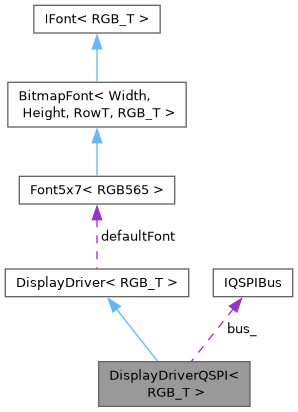 IFont< RGB_T >
BitmapFont< Width,
Height, RowT, RGB_T >
Font5x7< RGB565 >
defaultFont
DisplayDriver< RGB_T >
IQSPIBus
bus_
DisplayDriverQSPI<
RGB_T >